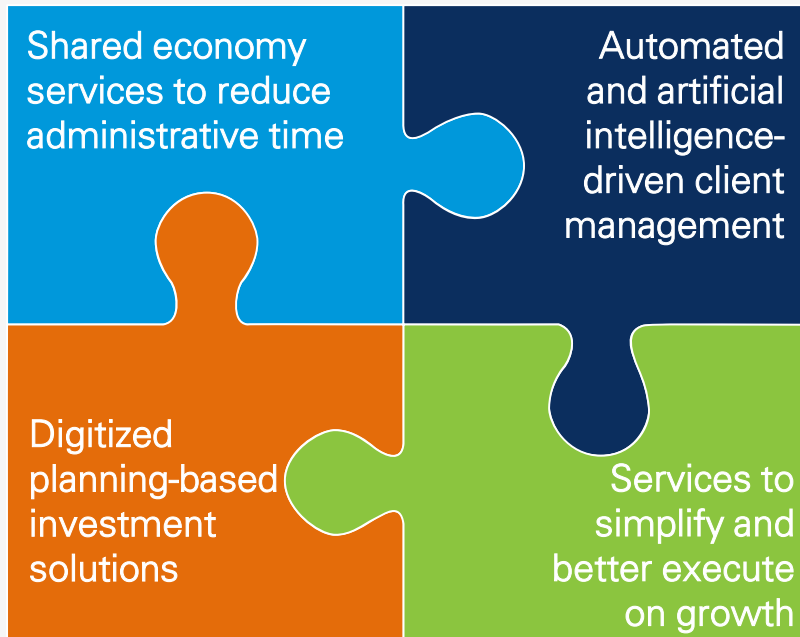 Shared economy
services to reduce
administrative time
Automated
and artificial
intelligence-
driven client
management
Digitized
planning-based
investment
solutions
Services to
simplify and
better execute
on growth